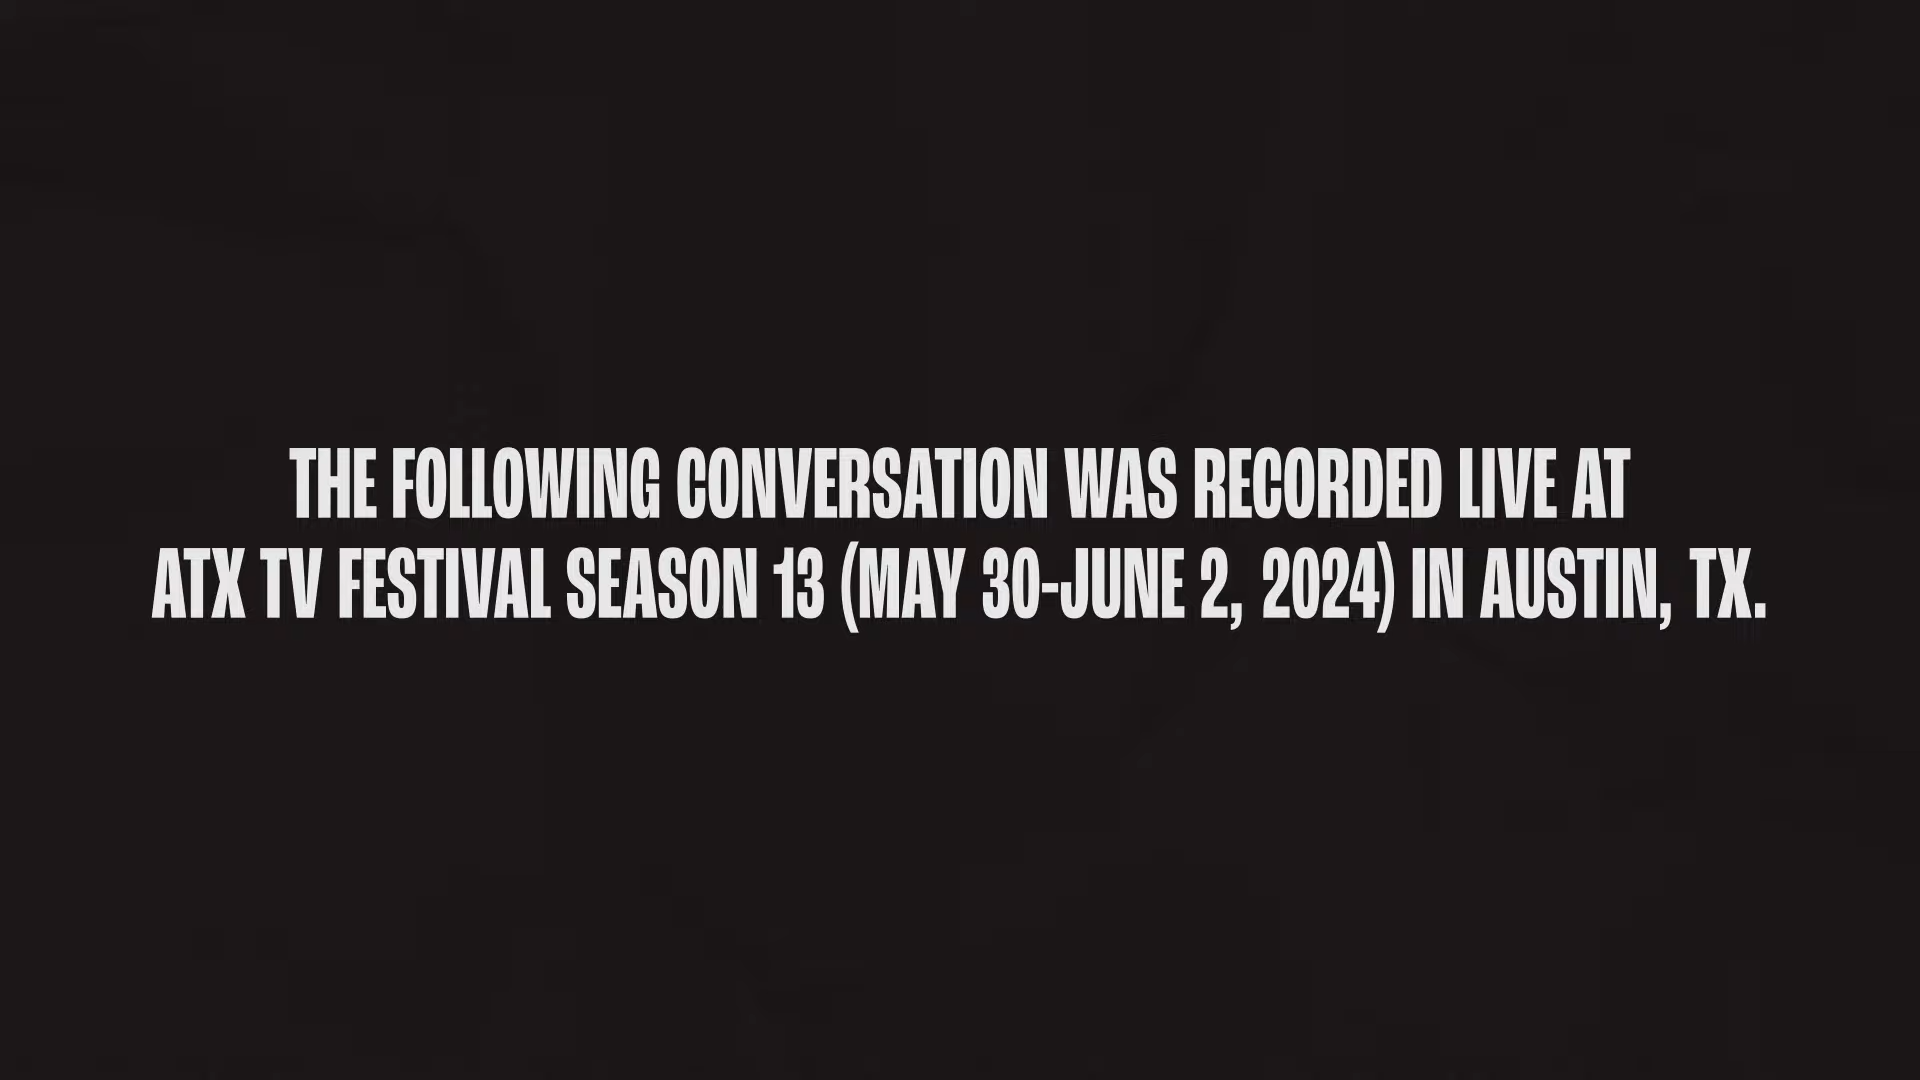 THE FOLLOWING CONVERSATION WAS RECORDED LIVE AT
ATX TV FESTIVAL SEASON 13 (MAY 30-JUNE 2, 2024) IN AUSTIN, TX.